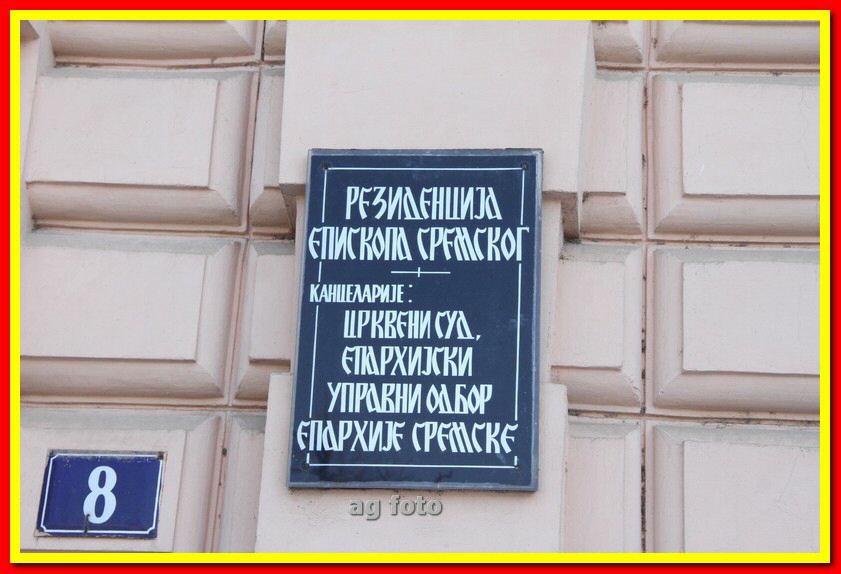 РЕЗИДЕНЦИЈА
ЕПИСКОПА СРЕМСКОГ
КАНЦЕЛАРИЈЕ:
ЦРКВЕНИ СУД,
ЕПАРХИЈСКИ
УПРАВНИ ОДБОР
ЕПАРХИЈЕ СРЕМСКЕ
8
ag foto